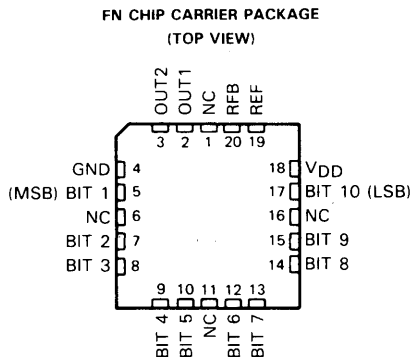 FN CHIP CARRIER PACKAGE
(TOP VIEW)
OUT2 OUT1 NC RFB REF
3 2 1 20 19
GND 4 18 VDD
(MSB) BIT 1 5 17 BIT 10 (LSB)
NC 6 16 NC
BIT 2 7 15 BIT 9
BIT 3 8 14 BIT 8
9 10 11 12 13
BIT 4 BIT 5 NC BIT 6 BIT 7